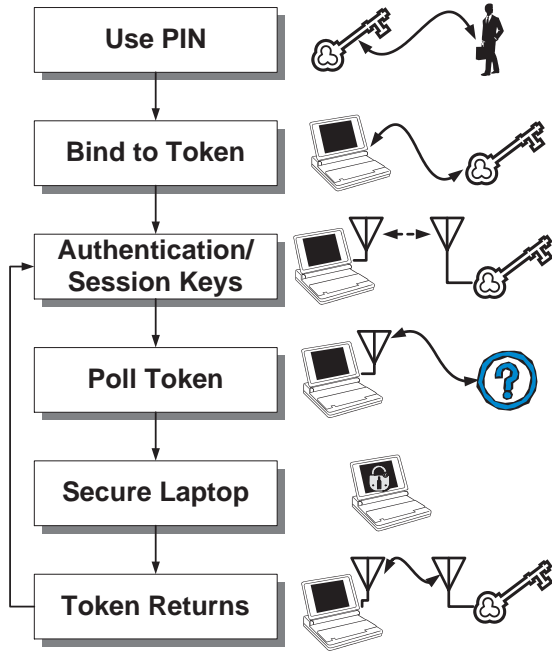 Use PIN
Bind to Token
Authentication/
Session Keys
Poll Token
?
Secure Laptop
Token Returns